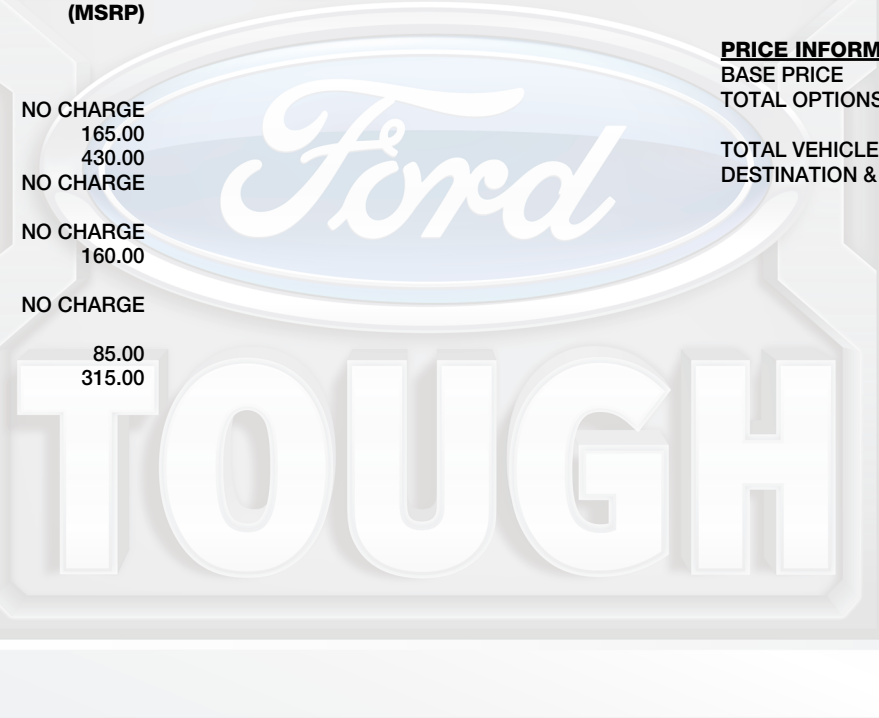 (MSRP)
NO CHARGE
165.00
430.00
NO CHARGE
NO CHARGE
160.00
NO CHARGE
85.00
315.00
PRICE INFORM
BASE PRICE
TOTAL OPTIONS
TOTAL VEHICLE
DESTINATION &
Ford
TOUGH